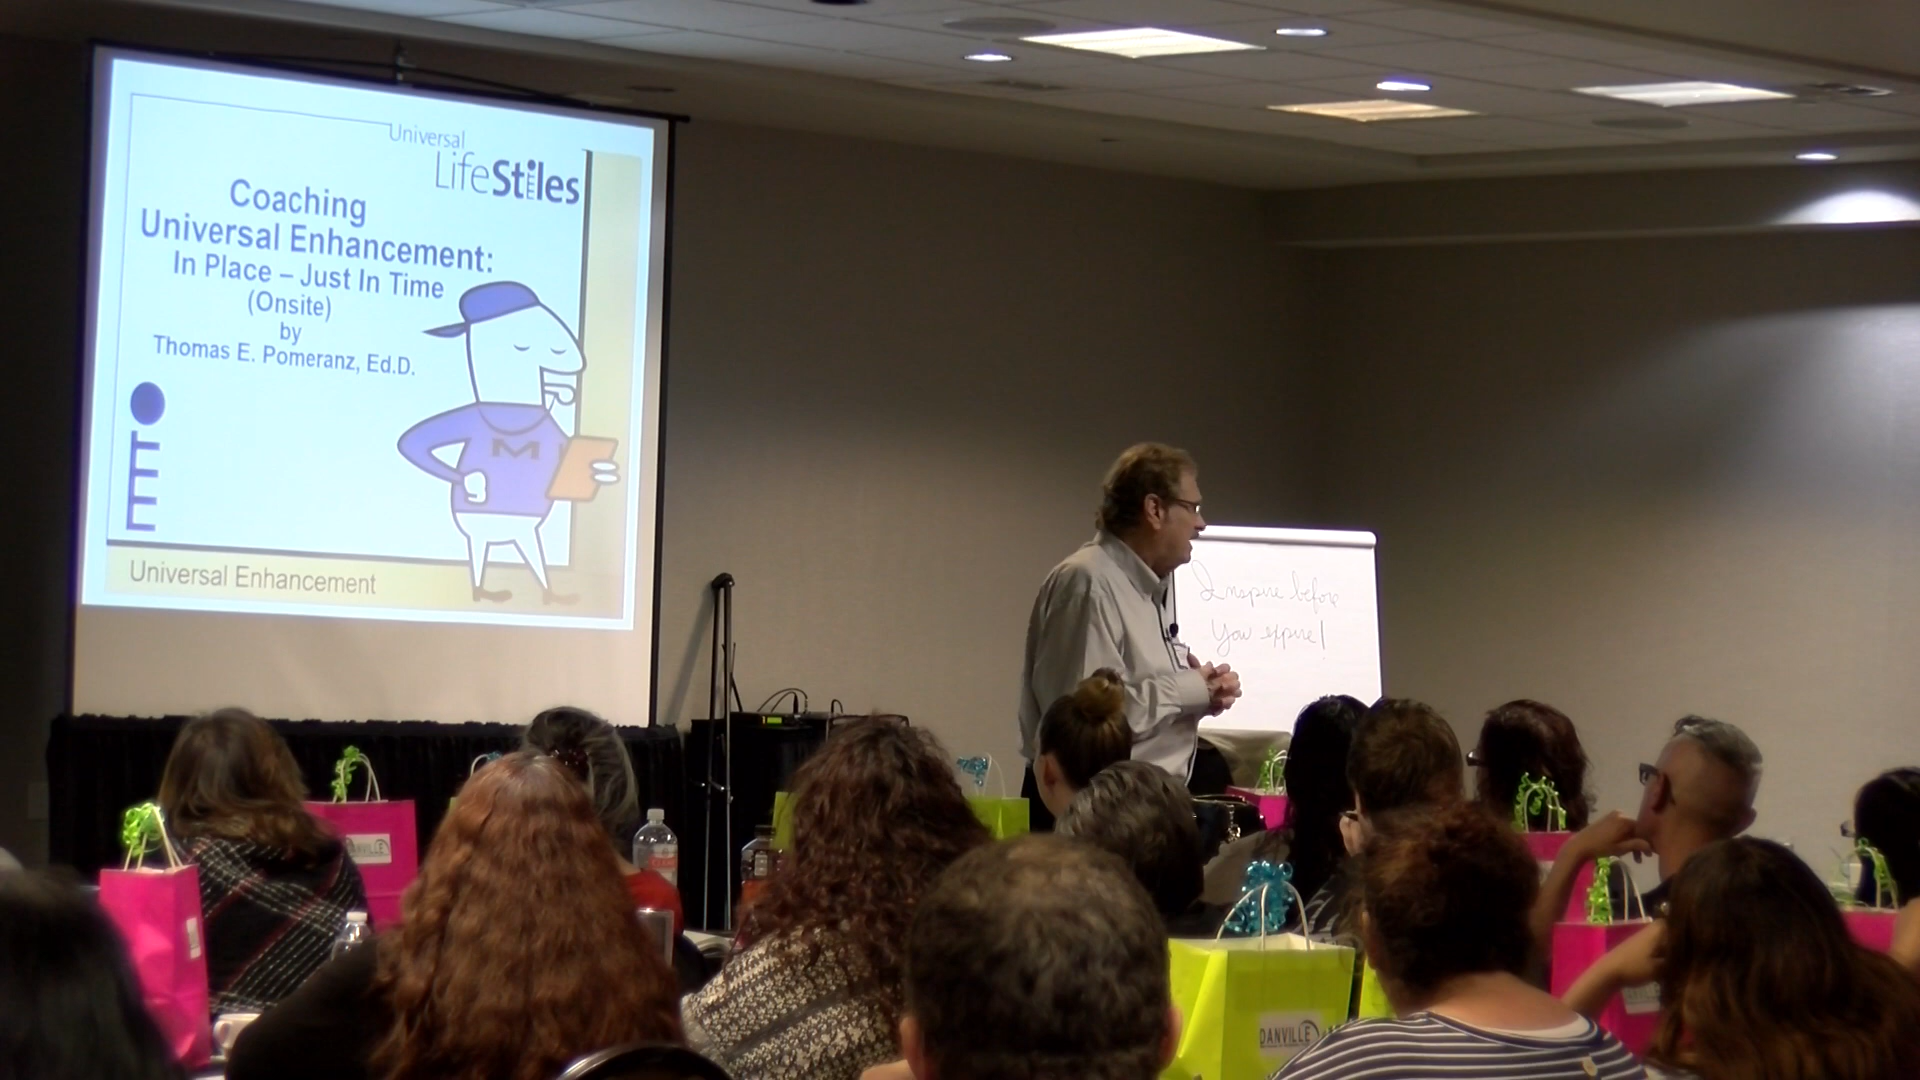 Universal
LifeStiles
Coaching
Universal Enhancement:
In Place – Just In Time
(Onsite)
by
Thomas E. Pomeranz, Ed.D.
M
Universal Enhancement
Inspire before
You expire!
DANVILLE